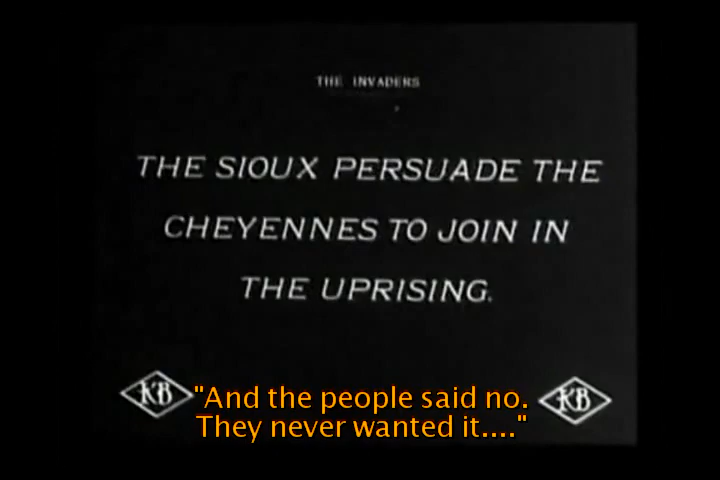 THE INVADERS
THE SIOUX PERSUADE THE
CHEYENNES TO JOIN IN
THE UPRISING.
KB
KB
"And the people said no.
They never wanted it...."